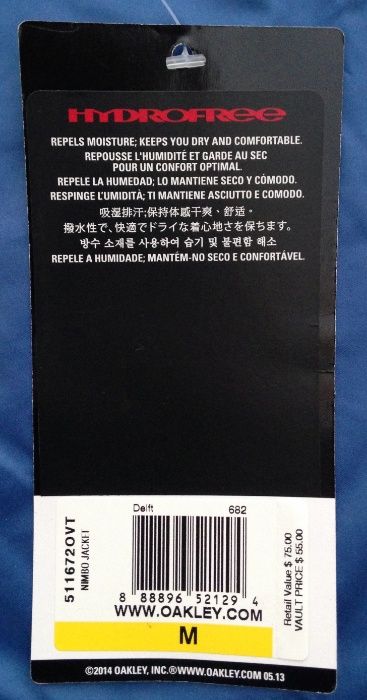 HYDROFREE
REPELS MOISTURE; KEEPS YOU DRY AND COMFORTABLE.
REPOUSSE L'HUMIDITÉ ET GARDE AU SEC
POUR UN CONFORT OPTIMAL.
REPELE LA HUMEDAD; LO MANTIENE SECO Y CÓMODO.
RESPINGE L'UMIDITÀ; TI MANTIENE ASCIUTTO E COMODO.
吸湿排汗;保持体感干爽、舒适。
撥水性で、快適でドライな着心地さを保ちます。
방수 소재를 사용하여 습기 및 불편함 해소
REPELE A HUMIDADE; MANTÉM-NO SECO E CONFORTÁVEL.
511672OVT
NIMBO JACKET
Delft 682
8 88896 52129 4
WWW.OAKLEY.COM
Retail Value $ 75.00
VAULT PRICE $ 55.00
M
©2014 OAKLEY, INC.®WWW.OAKLEY.COM 05.13